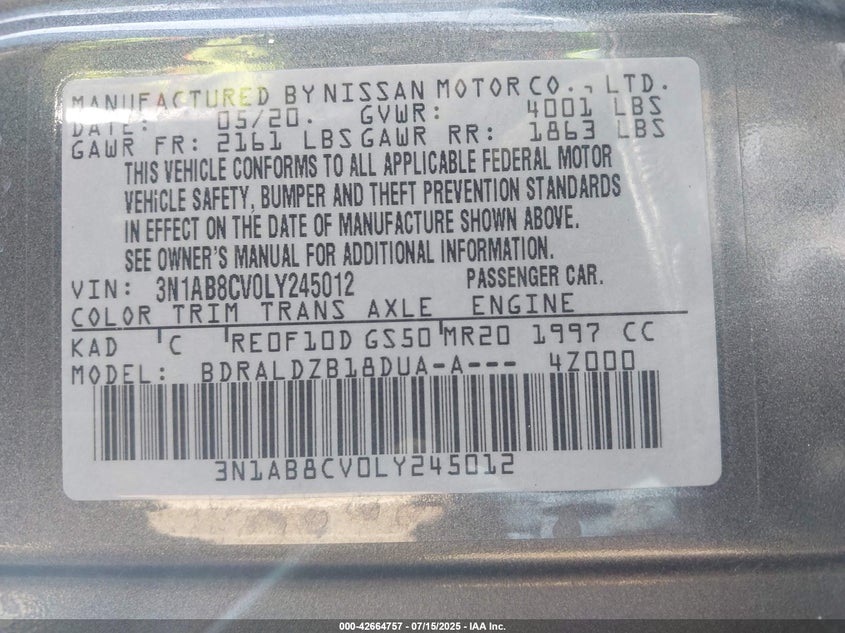 MANUFACTURED BY NISSAN MOTOR CO., LTD.
DATE: 05/20. GVWR: 4001 LBS
GAWR FR: 2161 LBS GAWR RR: 1863 LBS
THIS VEHICLE CONFORMS TO ALL APPLICABLE FEDERAL MOTOR
VEHICLE SAFETY, BUMPER AND THEFT PREVENTION STANDARDS
IN EFFECT ON THE DATE OF MANUFACTURE SHOWN ABOVE.
SEE OWNER'S MANUAL FOR ADDITIONAL INFORMATION.
VIN: 3N1AB8CV0LY245012 PASSENGER CAR.
COLOR TRIM TRANS AXLE ENGINE
KAD C RE0F10D GS50 MR20 1997 CC
MODEL: BDRALDZB18DUA-A--- 4Z000
3N1AB8CV0LY245012
000-42664757 - 07/15/2025 - IAA Inc.